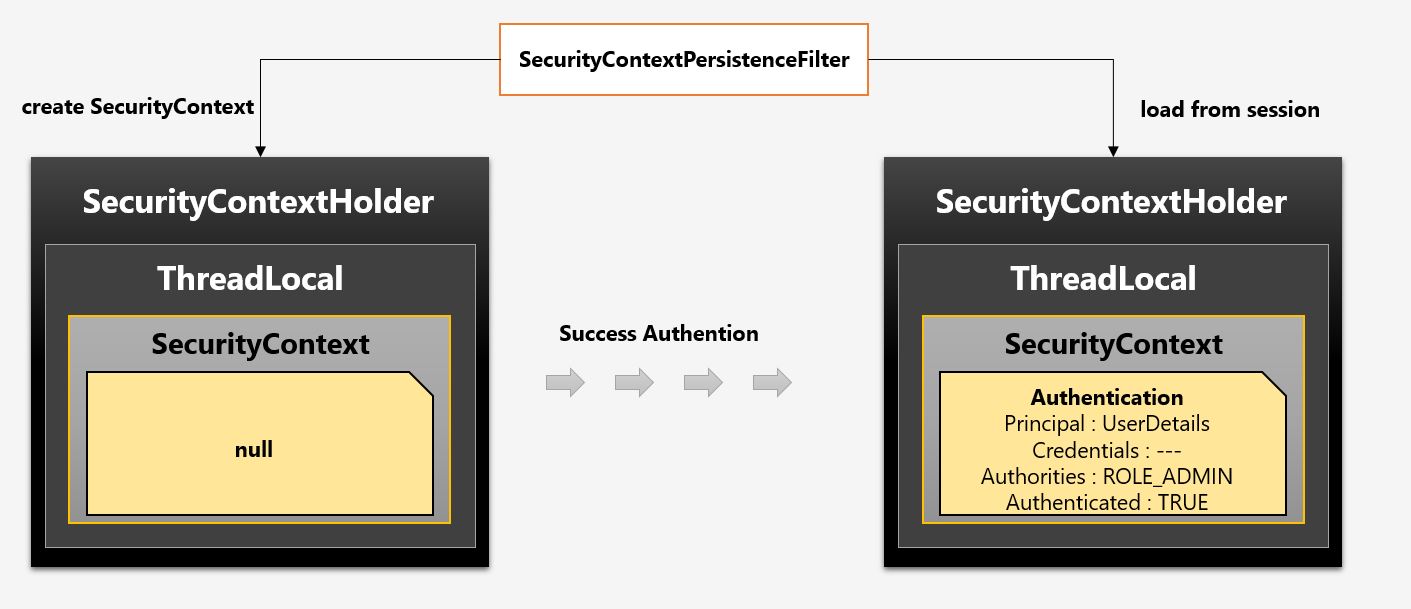 SecurityContextPersistenceFilter
create SecurityContext
load from session
SecurityContextHolder
ThreadLocal
SecurityContext
null
Success Authention
SecurityContextHolder
ThreadLocal
SecurityContext
Authentication
Principal : UserDetails
Credentials : ---
Authorities : ROLE_ADMIN
Authenticated : TRUE